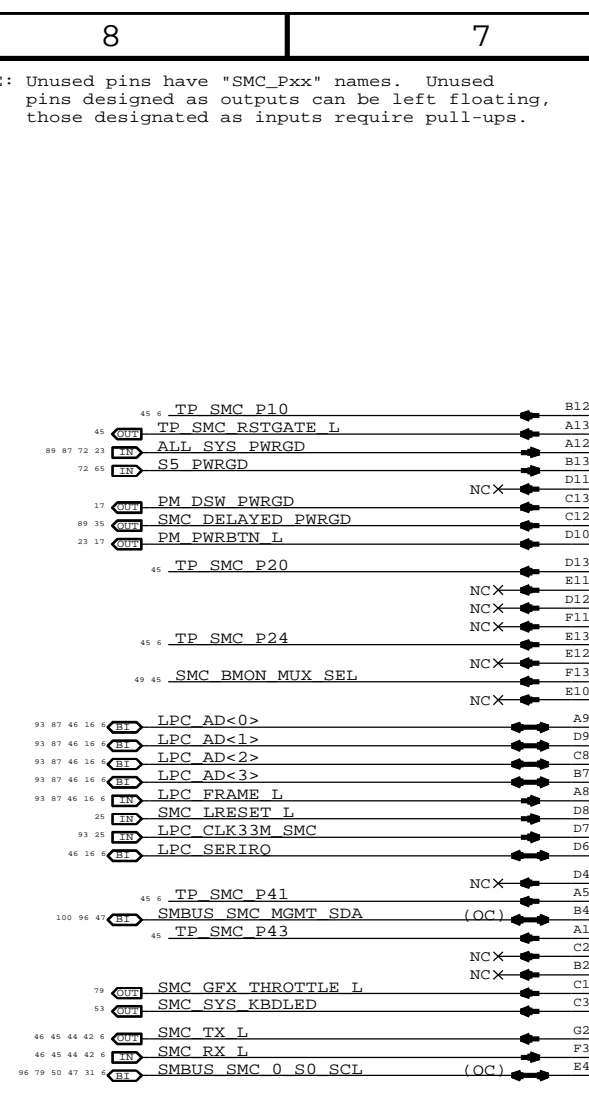 8 7
: Unused pins have "SMC_Pxx" names. Unused
pins designed as outputs can be left floating,
those designated as inputs require pull-ups.
45 6 TP_SMC_P10 B12
45 OUT TP_SMC_RSTGATE_L A13
89 87 72 23 IN ALL_SYS_PWRGD A12
72 65 IN S5_PWRGD B13
NC D11
17 OUT PM_DSW_PWRGD C13
89 35 OUT SMC_DELAYED_PWRGD C12
23 17 OUT PM_PWRBTN_L D10
45 TP_SMC_P20 D13
NC E11
NC D12
NC F11
45 6 TP_SMC_P24 E13
NC E12
49 45 SMC_BMON_MUX_SEL F13
NC E10
93 87 46 16 6 BI LPC_AD<0> A9
93 87 46 16 6 BI LPC_AD<1> D9
93 87 46 16 6 BI LPC_AD<2> C8
93 87 46 16 6 BI LPC_AD<3> B7
93 87 46 16 6 IN LPC_FRAME_L A8
25 IN SMC_LRESET_L D8
93 25 IN LPC_CLK33M_SMC D7
46 16 6 BI LPC_SERIRQ D6
NC D4
45 6 TP_SMC_P41 A5
100 96 47 BI SMBUS_SMC_MGMT_SDA (OC) B4
45 TP_SMC_P43 A1
NC C2
NC B2
79 OUT SMC_GFX_THROTTLE_L C1
53 OUT SMC_SYS_KBDLED C3
46 45 44 42 6 OUT SMC_TX_L G2
46 45 44 42 6 IN SMC_RX_L F3
96 79 50 47 31 6 BI SMBUS_SMC_0_S0_SCL (OC) E4